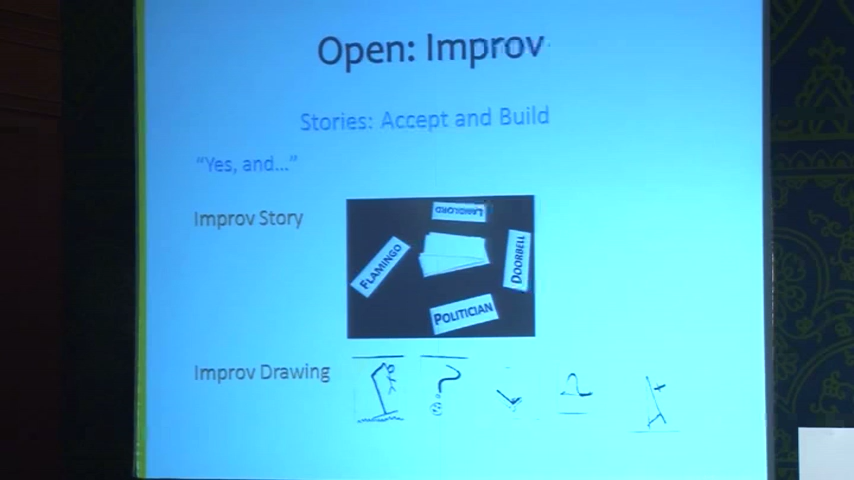 Open: Improv
Stories: Accept and Build
"Yes, and..."
Improv Story
LANDLORD
FLAMINGO
DOORBELL
POLITICIAN
Improv Drawing